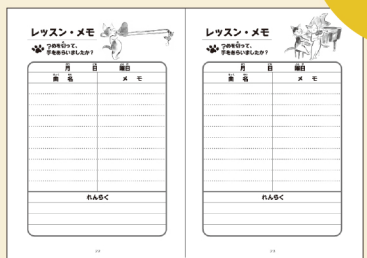 レッスン・メモ
つめを切って、
手をあらいましたか?
月 日 曜日
曲名 メモ
れんらく
レッスン・メモ
つめを切って、
手をあらいましたか?
月 日 曜日
曲名 メモ
れんらく